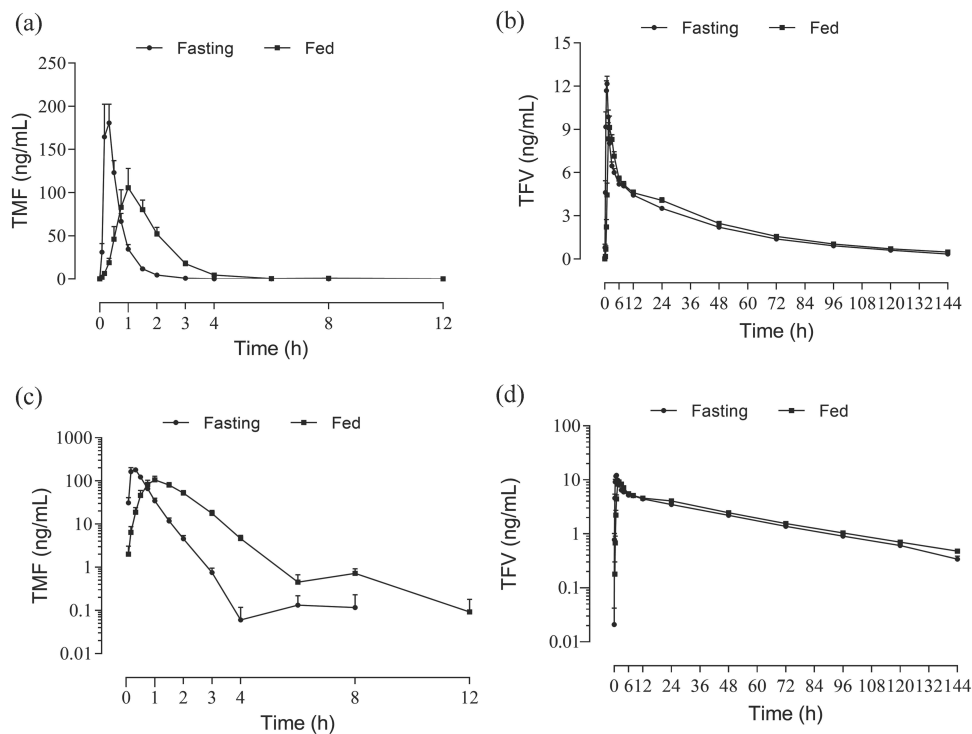 (a)
Fasting Fed
250
200
150
100
50
0
TMF (ng/mL)
0 1 2 3 4 8 12
Time (h)
(b)
Fasting Fed
15
12
9
6
3
0
TFV (ng/mL)
0 6 12 24 36 48 60 72 84 96 108 120 132 144
Time (h)
(c)
Fasting Fed
1000
100
10
1
0.1
0.01
TMF (ng/mL)
0 1 2 3 4 8 12
Time (h)
(d)
Fasting Fed
100
10
1
0.1
0.01
TFV (ng/mL)
0 6 12 24 36 48 60 72 84 96 108 120 132 144
Time (h)